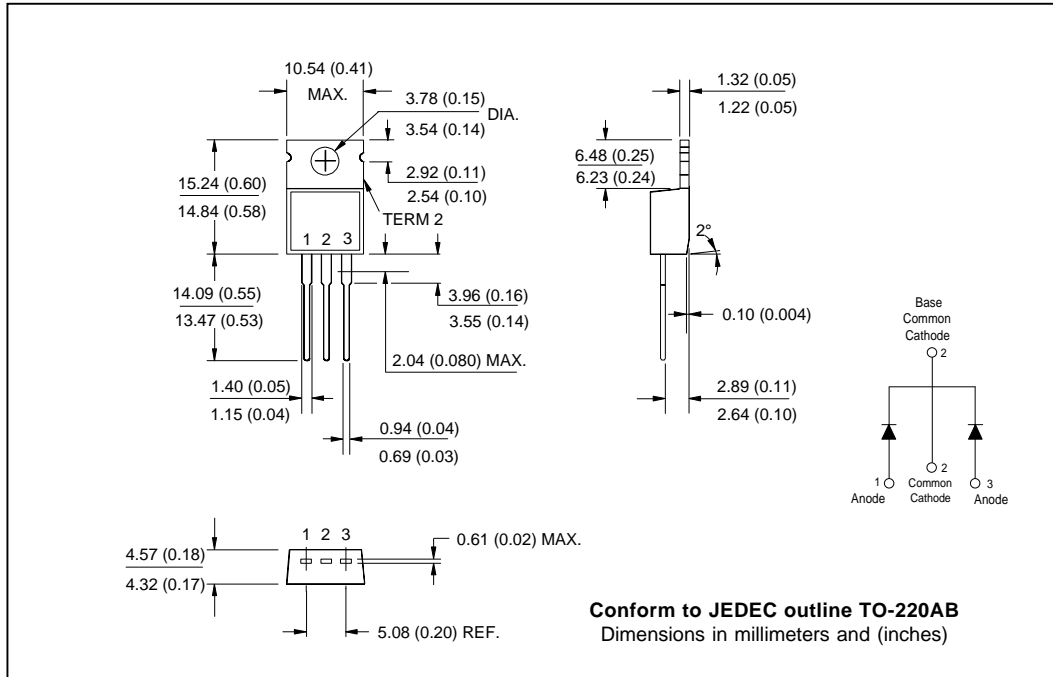 10.54 (0.41)
MAX.
3.78 (0.15)
3.54 (0.14)
DIA.
2.92 (0.11)
2.54 (0.10)
TERM 2
15.24 (0.60)
14.84 (0.58)
1 2 3
14.09 (0.55)
13.47 (0.53)
3.96 (0.16)
3.55 (0.14)
2.04 (0.080) MAX.
1.40 (0.05)
1.15 (0.04)
0.94 (0.04)
0.69 (0.03)
1.32 (0.05)
1.22 (0.05)
6.48 (0.25)
6.23 (0.24)
2°
0.10 (0.004)
2.89 (0.11)
2.64 (0.10)
Base
Common
Cathode
2
1
Anode
2
Common
Cathode
3
Anode
1 2 3
4.57 (0.18)
4.32 (0.17)
0.61 (0.02) MAX.
5.08 (0.20) REF.
Conform to JEDEC outline TO-220AB
Dimensions in millimeters and (inches)